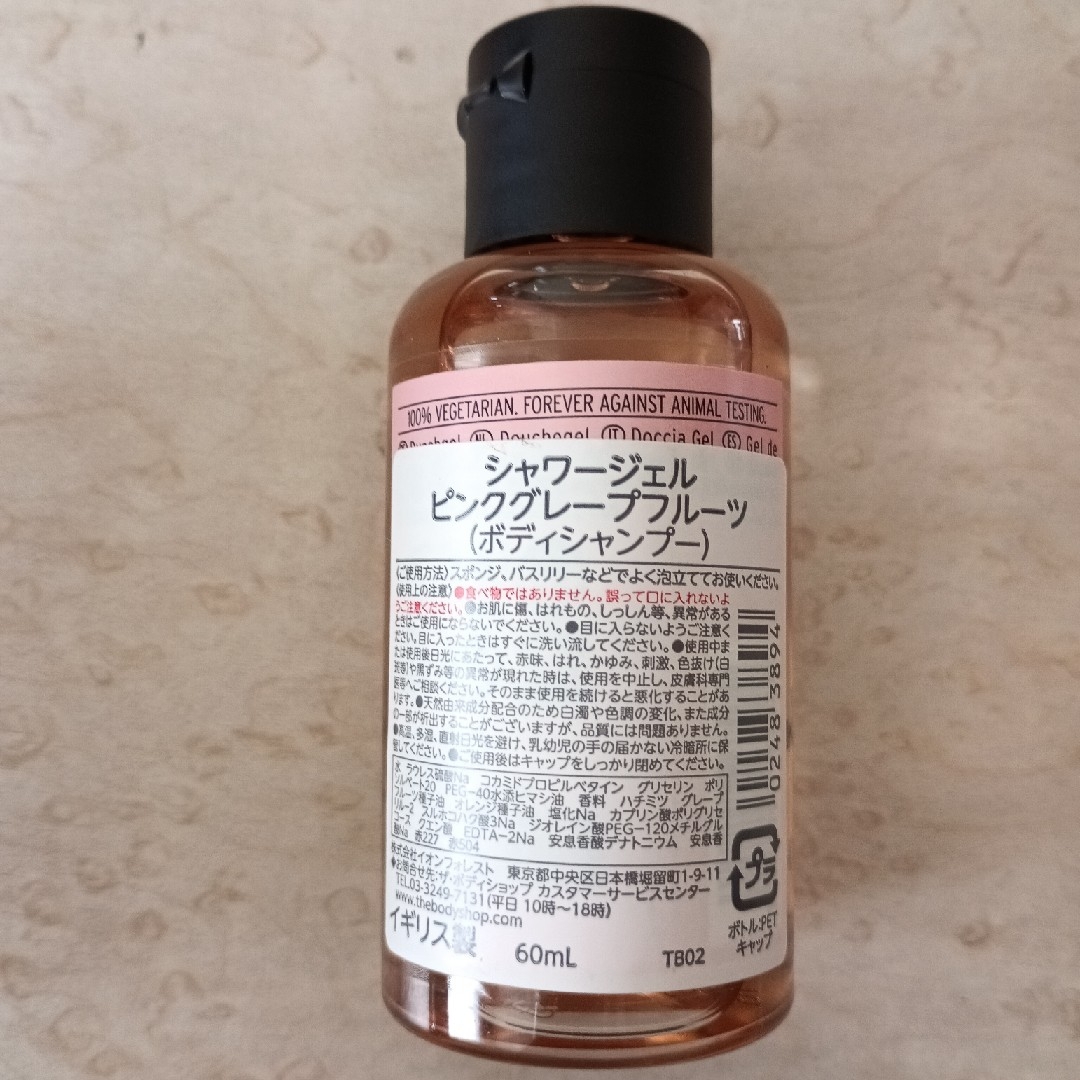 100% VEGETARIAN. FOREVER AGAINST ANIMAL TESTING.
Duschgel NL Douchegel IT Doccia Gel ES Gel de
シャワージェル
ピンクグレープフルーツ
(ボディシャンプー)
〈ご使用方法〉スポンジ、バスリリーなどでよく泡立ててお使いください。
〈使用上の注意〉●食べ物ではありません。誤って口に入れないよ
うご注意ください。●お肌に傷、はれもの、しっしん等、異常がある
ときはご使用にならないでください。●目に入らないようご注意く
ださい。目に入ったときはすぐに洗い流してください。●使用中ま
たは使用後日光にあたって、赤味、はれ、かゆみ、刺激、色抜け(白
斑等)や黒ずみ等の異常が現れた時は、使用を中止し、皮膚科専門
医等へご相談ください。そのまま使用を続けると悪化することがあ
ります。●天然由来成分配合のため白濁や色調の変化、また成分
の一部が析出することがございますが、品質には問題ありません。
●高温、多湿、直射日光を避け、乳幼児の手の届かない冷暗所に保
管してください。●ご使用後はキャップをしっかり閉めてください。
水 ラウレス硫酸Na コカミドプロピルベタイン グリセリン ポリ
ソルベート20 PEG-40水添ヒマシ油 香料 ハチミツ グレープ
フルーツ種子油 オレンジ種子油 塩化Na カプリン酸ポリグリセ
リル-2 スルホコハク酸3Na ジオレイン酸PEG-120メチルグル
コース クエン酸 EDTA-2Na 安息香酸デナトニウム 安息香
酸Na 赤227 赤504
株式会社イオンフォレスト 東京都中央区日本橋堀留町1-9-11
◆お問合せ先:ザ・ボディショップ カスタマーサービスセンター
TEL.03-3249-7131(平日 10時〜18時)
www.thebodyshop.com
イギリス製 60mL T802
0248 3894
プラ
ボトル:PET
キャップ